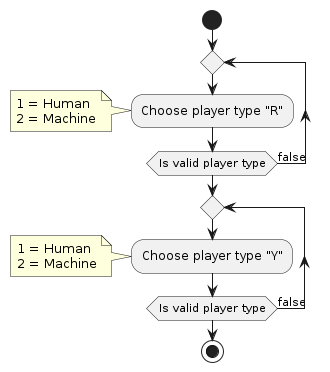 1 = Human
2 = Machine
Choose player type "R"
Is valid player type
false
1 = Human
2 = Machine
Choose player type "Y"
Is valid player type
false